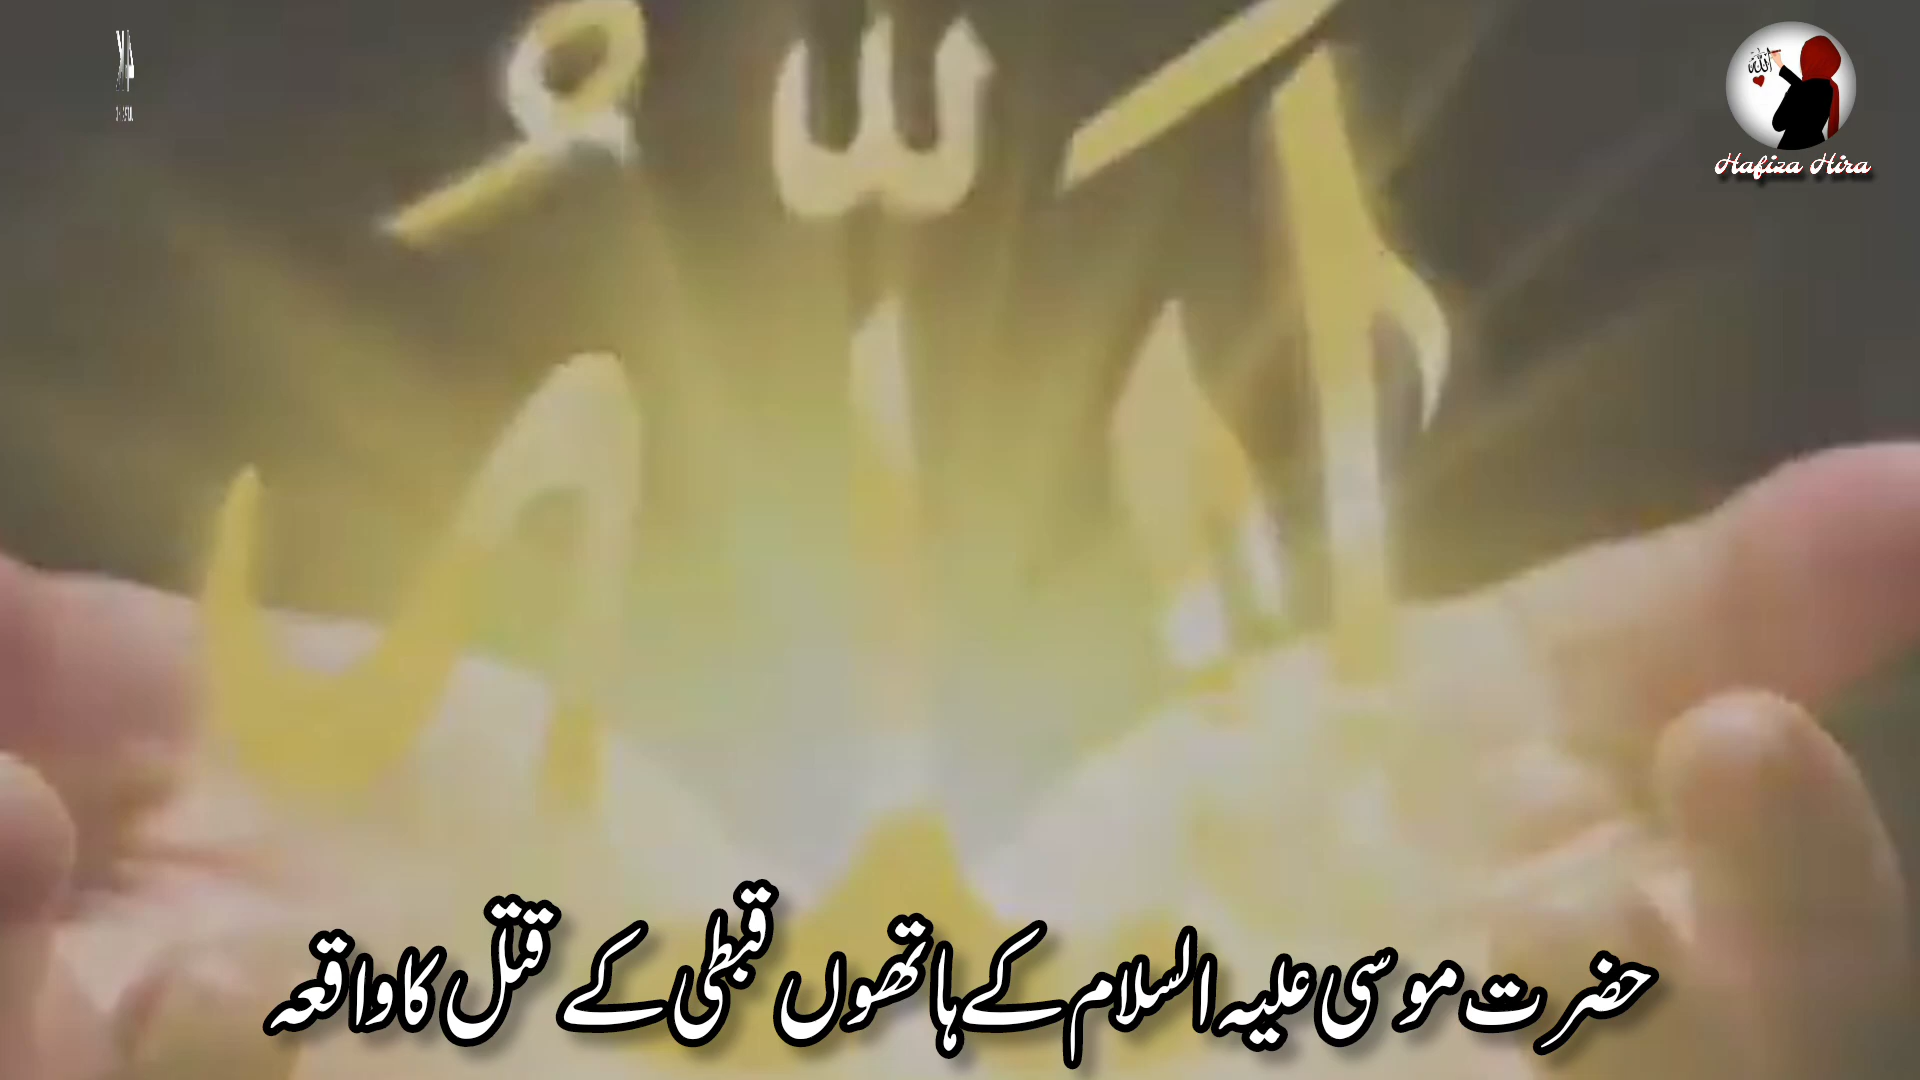 Hafiza Hira
حضرت موسی علیہ السلام کے ہاتھوں قبطی کے قتل کا واقعہ